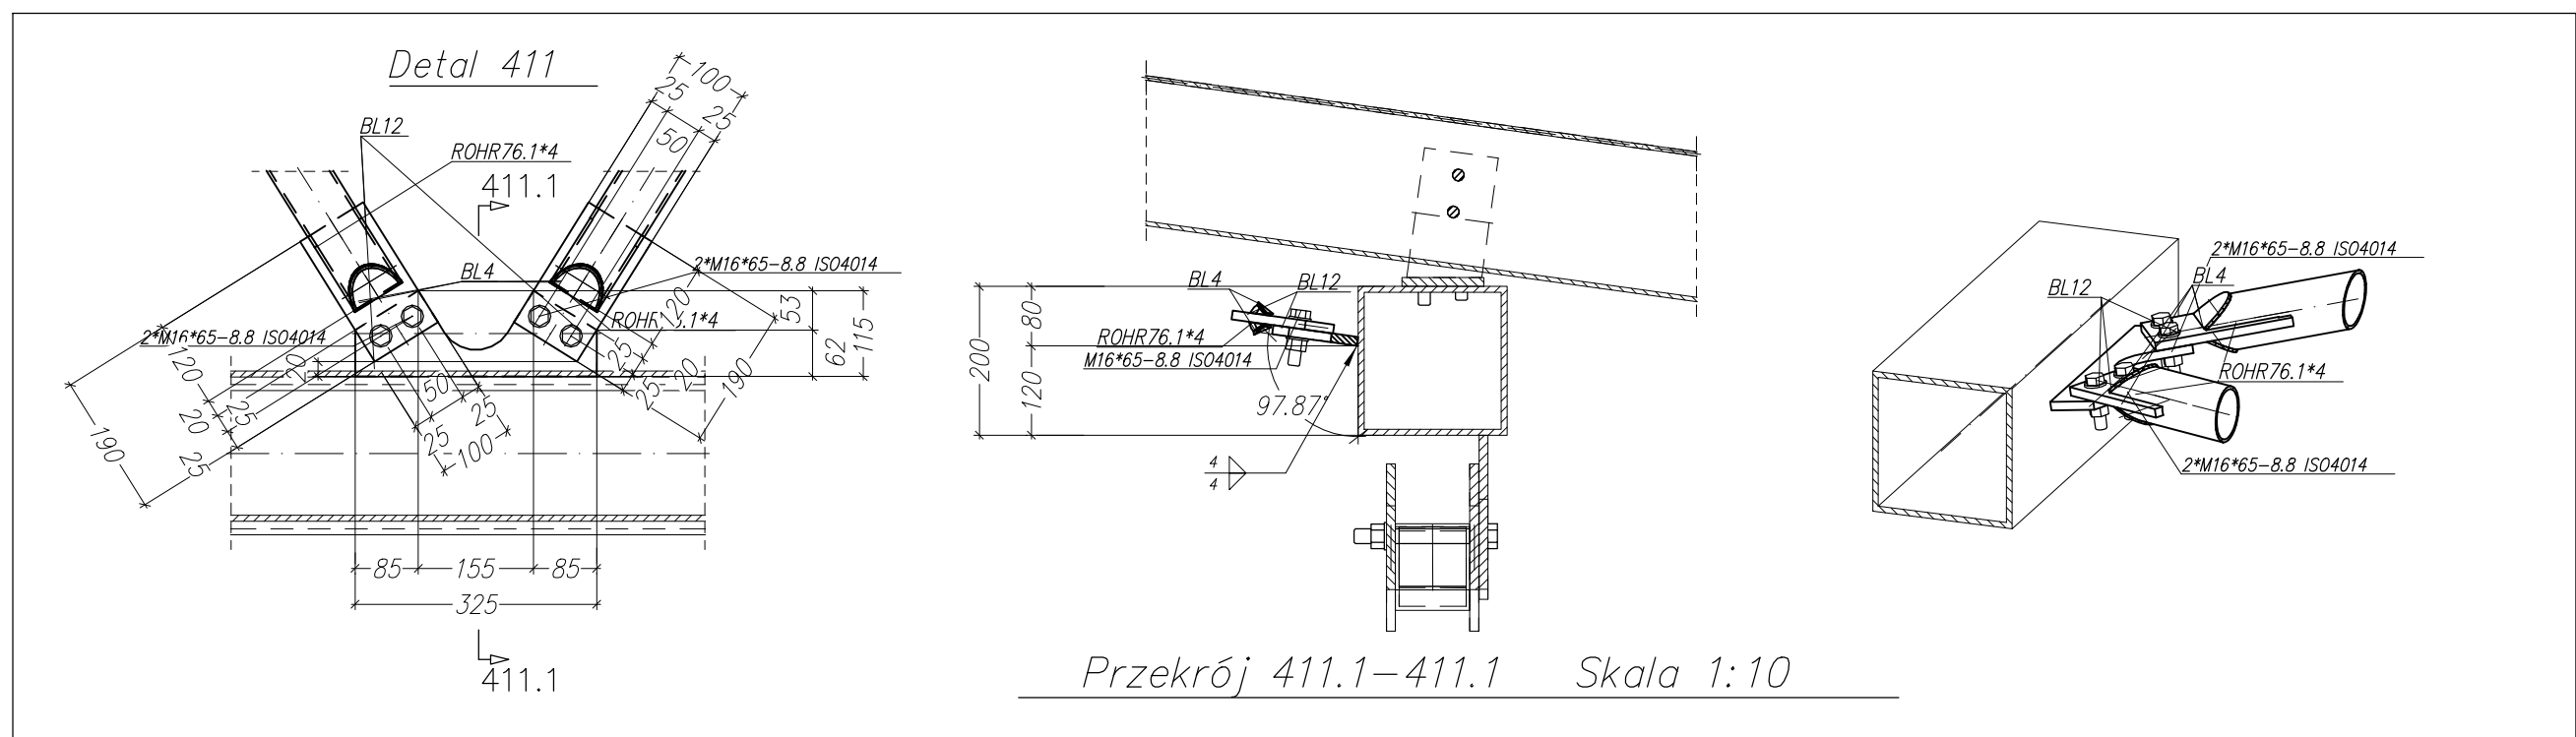 Detal 411
100
25
25
50
BL12
ROHR76.1*4
411.1
BL4
2*M16*65-8.8 ISO4014
120
53
115
62
2*M16*65-8.8 ISO4014
20
120
25
20
190
25
50
25
25
100
25
25
20
190
85
155
85
325
411.1
BL4
BL12
80
200
120
ROHR76.1*4
M16*65-8.8 ISO4014
97.87°
4
4
Przekrój 411.1-411.1 Skala 1:10
2*M16*65-8.8 ISO4014
BL4
BL12
ROHR76.1*4
2*M16*65-8.8 ISO4014